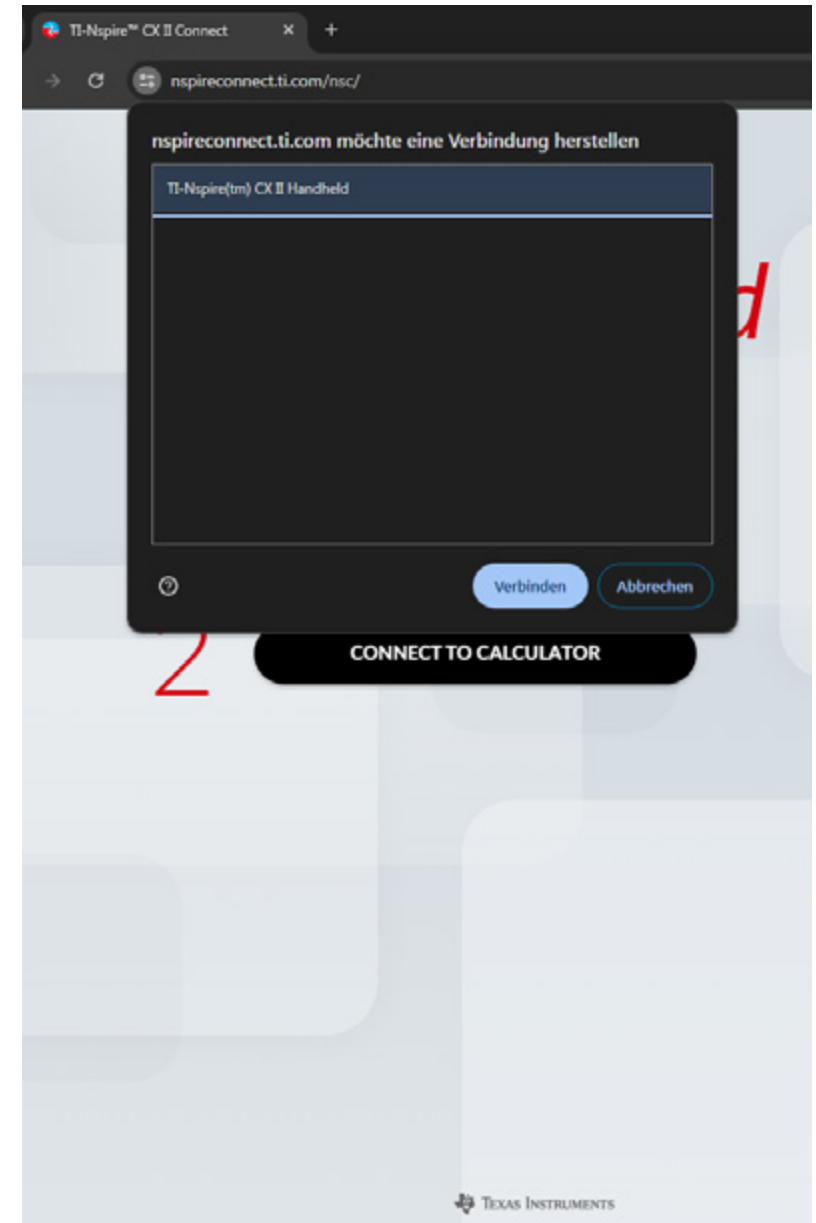 TI-Nspire™ CX II Connect
nspireconnect.ti.com/nsc/
nspireconnect.ti.com möchte eine Verbindung herstellen
TI-Nspire(tm) CX II Handheld
d
Verbinden
Abbrechen
2
CONNECT TO CALCULATOR
TEXAS INSTRUMENTS